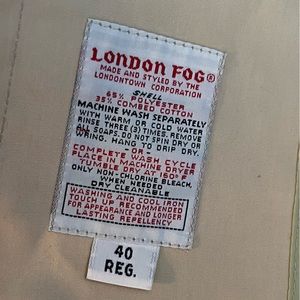 LONDON FOG®
MADE AND STYLED BY THE
LONDONTOWN CORPORATION
SHELL
65% POLYESTER
35% COMBED COTTON
MACHINE WASH SEPARATELY
WITH WARM OR COLD WATER
RINSE THREE (3) TIMES. REMOVE
ALL SOAPS. DO NOT SPIN DRY OR
WRING. HANG TO DRIP DRY.
- OR -
COMPLETE WASH CYCLE
PLACE IN MACHINE DRYER
TUMBLE DRY AT 160°F
ONLY NON-CHLORINE BLEACH,
WHEN NEEDED
DRY CLEANABLE
WASHING AND COOL IRON
TOUCH UP RECOMMENDED
FOR APPEARANCE AND LONGER
LASTING REPELLENCY
40
REG.